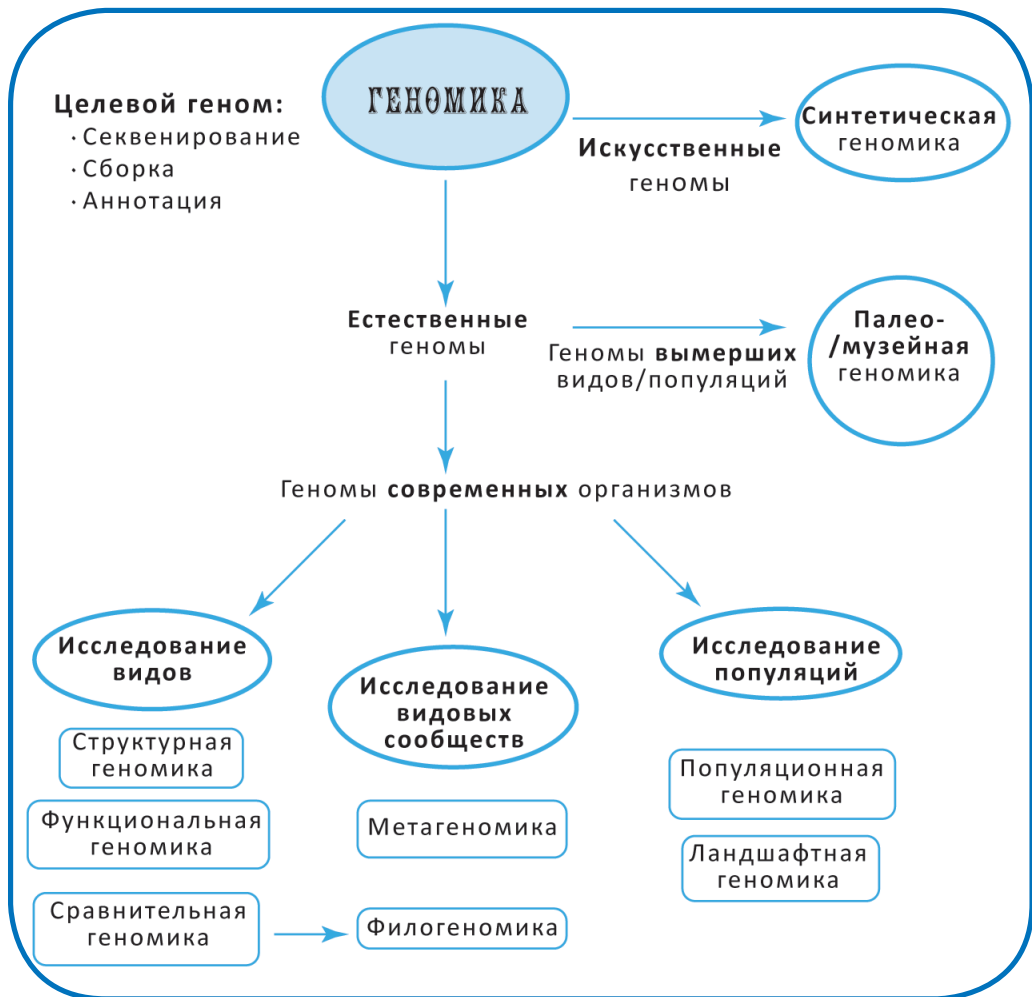 ГЕНОМИКА
Целевой геном:
· Секвенирование
· Сборка
· Аннотация
Искусственные
геномы
Синтетическая
геномика
Естественные
геномы
Геномы вымерших
видов/популяций
Палео-
/музейная
геномика
Геномы современных организмов
Исследование
видов
Исследование
видовых
сообществ
Исследование
популяций
Структурная
геномика
Функциональная
геномика
Сравнительная
геномика
Метагеномика
Филогеномика
Популяционная
геномика
Ландшафтная
геномика